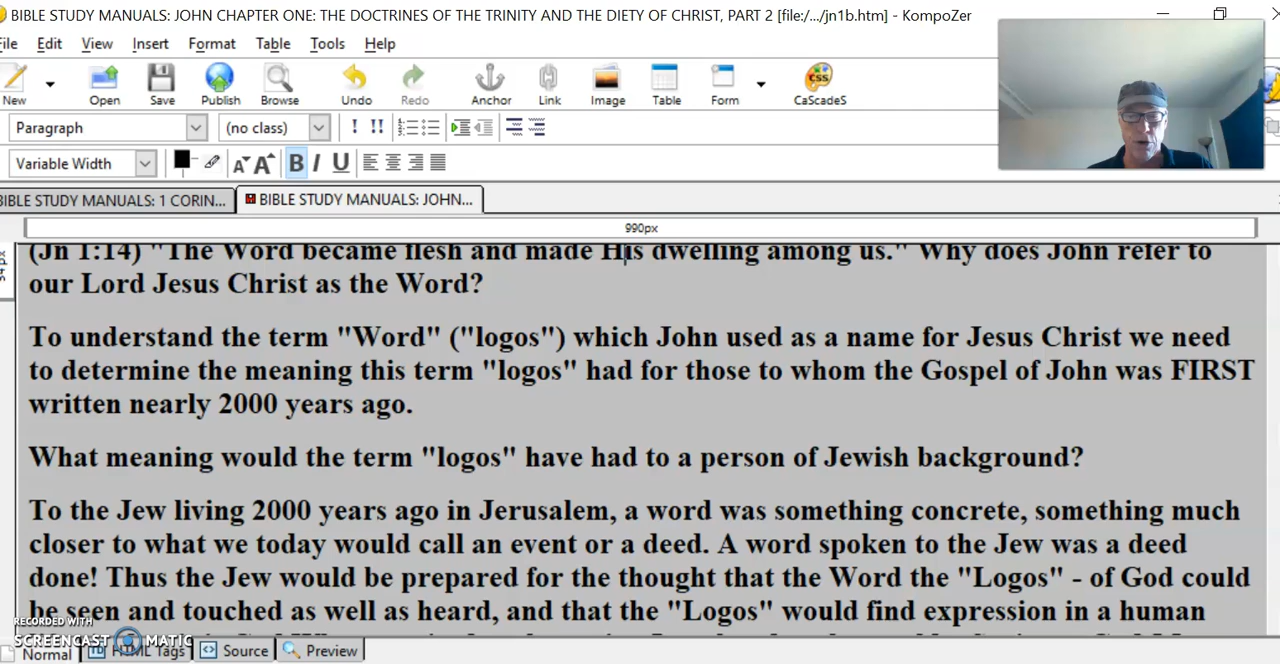 BIBLE STUDY MANUALS: JOHN CHAPTER ONE: THE DOCTRINES OF THE TRINITY AND THE DIETY OF CHRIST, PART 2 [file:/.../jn1b.htm] - KompoZer
File Edit View Insert Format Table Tools Help
New Open Save Publish Browse Undo Redo Anchor Link Image Table Form CaScadeS
Paragraph (no class) ! !!
Variable Width A A B I U
BIBLE STUDY MANUALS: 1 CORIN... BIBLE STUDY MANUALS: JOHN...
990px
(Jn 1:14) "The Word became flesh and made His dwelling among us." Why does John refer to
our Lord Jesus Christ as the Word?
To understand the term "Word" ("logos") which John used as a name for Jesus Christ we need
to determine the meaning this term "logos" had for those to whom the Gospel of John was FIRST
written nearly 2000 years ago.
What meaning would the term "logos" have had to a person of Jewish background?
To the Jew living 2000 years ago in Jerusalem, a word was something concrete, something much
closer to what we today would call an event or a deed. A word spoken to the Jew was a deed
done! Thus the Jew would be prepared for the thought that the Word the "Logos" - of God could
be seen and touched as well as heard, and that the "Logos" would find expression in a human
RECORDED WITH
SCREENCAST MATIC
Normal HTML Tags Source Preview